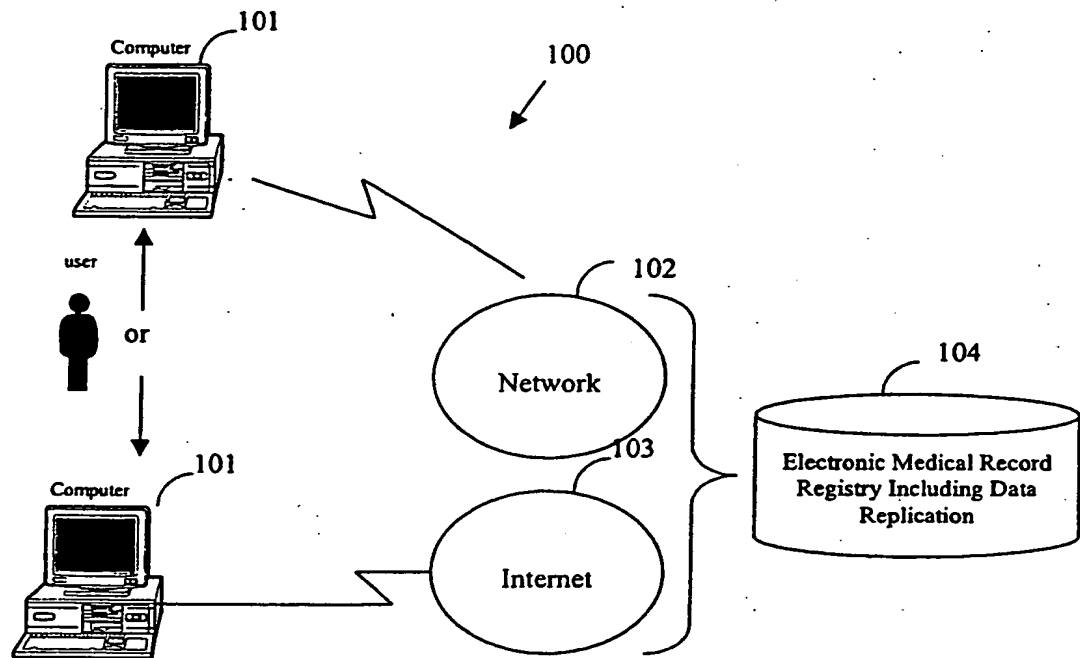 101
Computer
100
user
or
102
Network
104
Electronic Medical Record
Registry Including Data
Replication
101
Computer
103
Internet